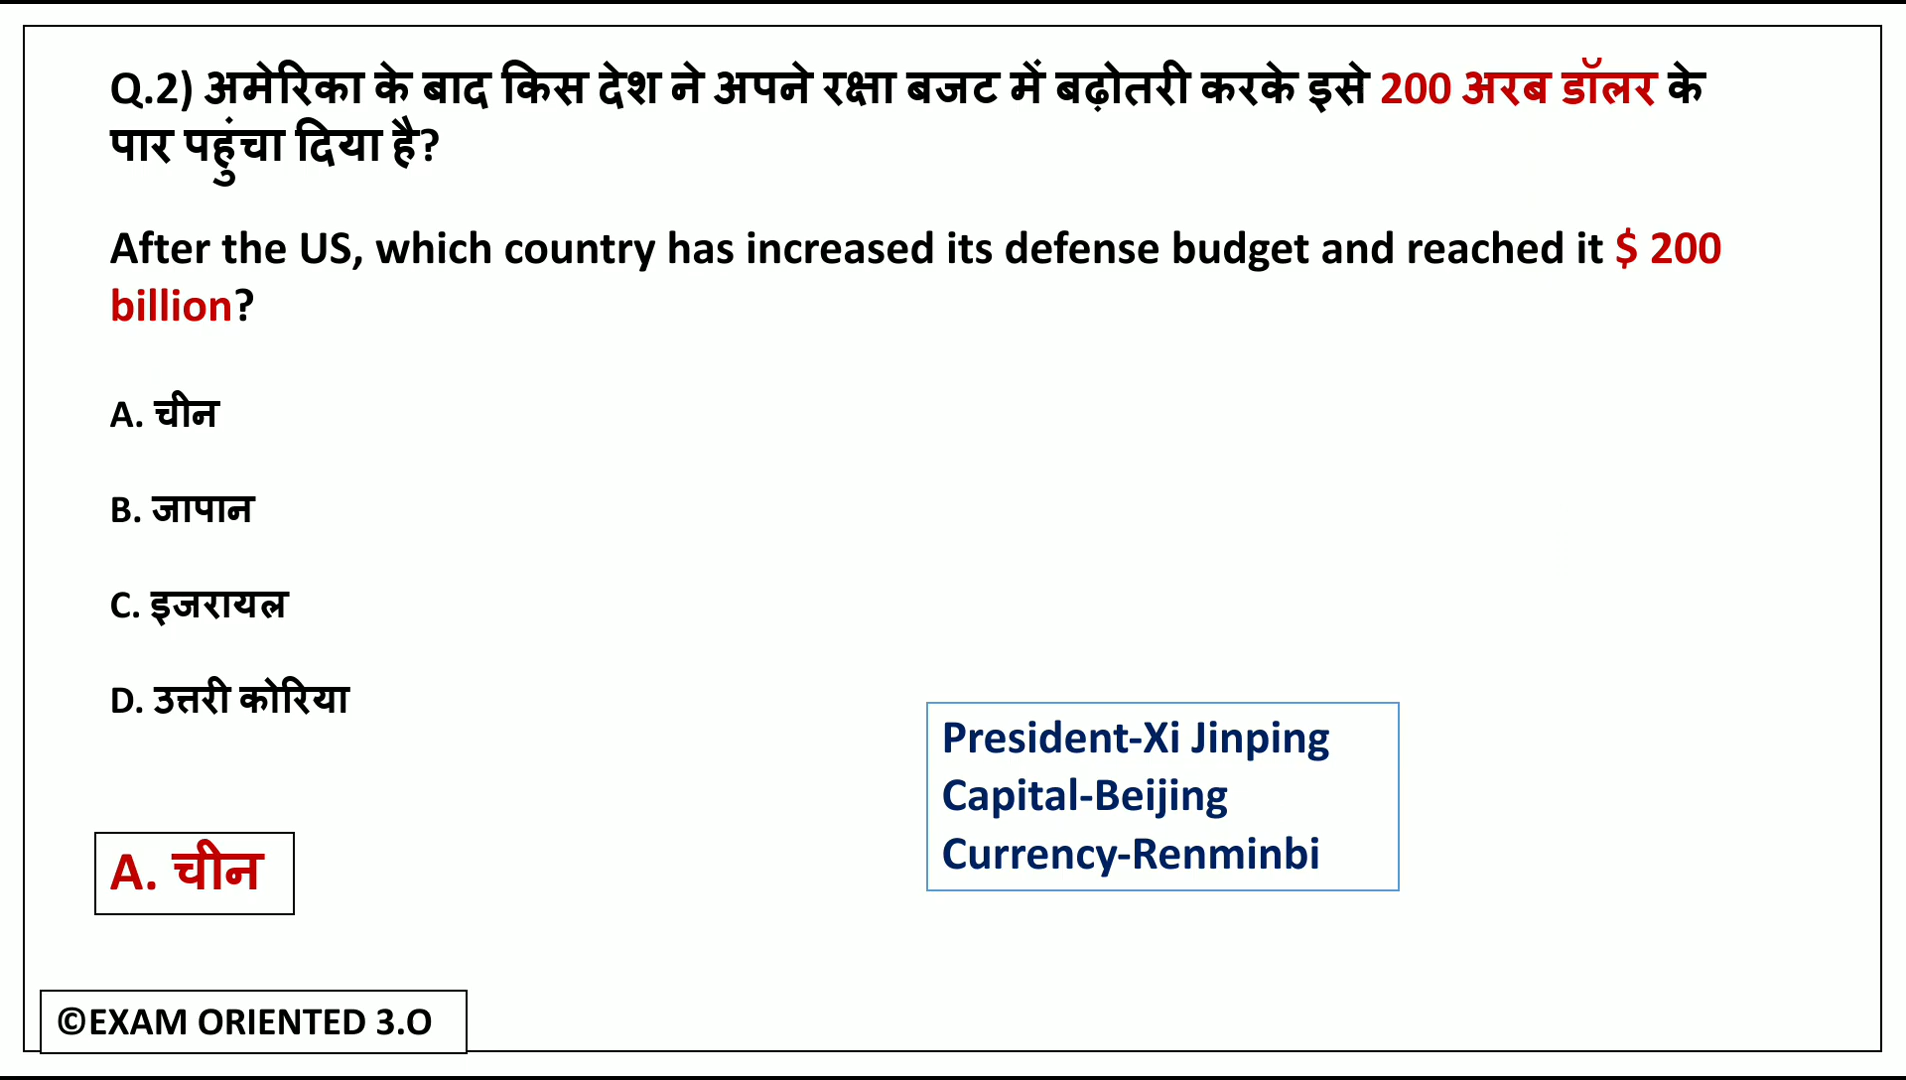 Q.2) अमेरिका के बाद किस देश ने अपने रक्षा बजट में बढ़ोतरी करके इसे 200 अरब डॉलर के
पार पहुंचा दिया है?
After the US, which country has increased its defense budget and reached it $ 200
billion?
A. चीन
B. जापान
C. इजरायल
D. उत्तरी कोरिया
President-Xi Jinping
Capital-Beijing
Currency-Renminbi
A. चीन
©EXAM ORIENTED 3.O